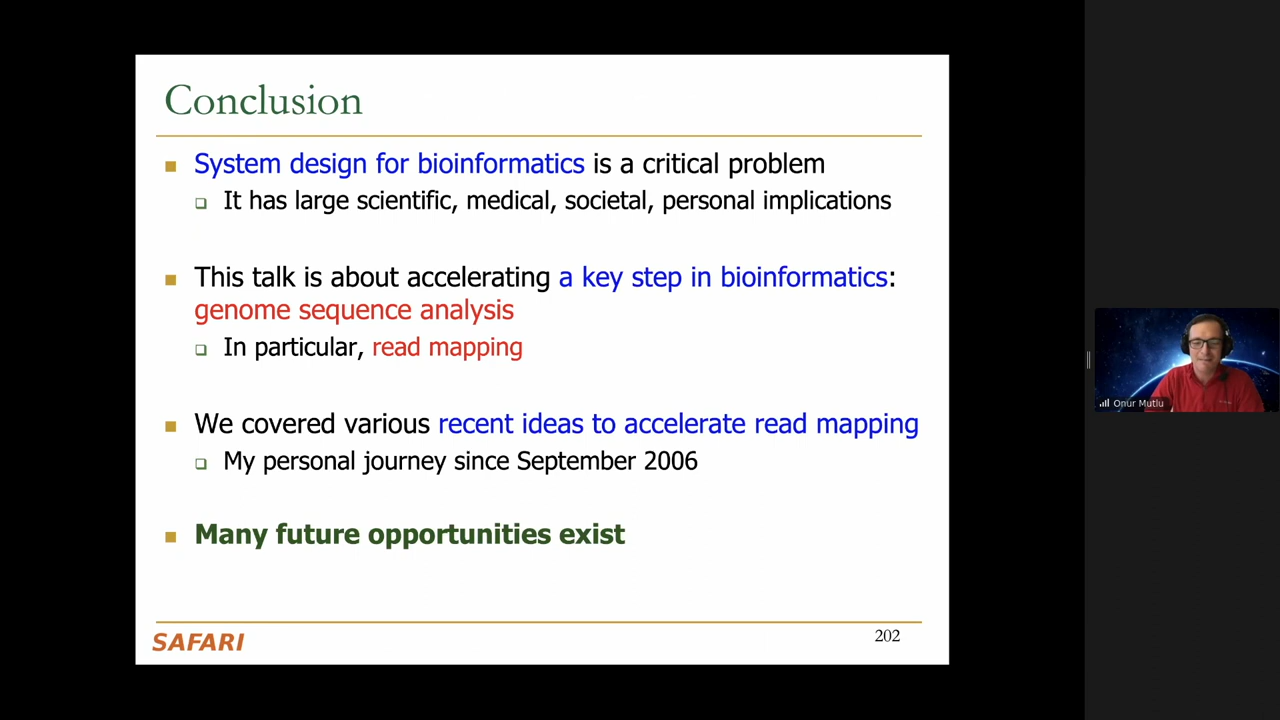 Conclusion
System design for bioinformatics is a critical problem
It has large scientific, medical, societal, personal implications
This talk is about accelerating a key step in bioinformatics:
genome sequence analysis
In particular, read mapping
We covered various recent ideas to accelerate read mapping
My personal journey since September 2006
Many future opportunities exist
SAFARI
202
Onur Mutlu